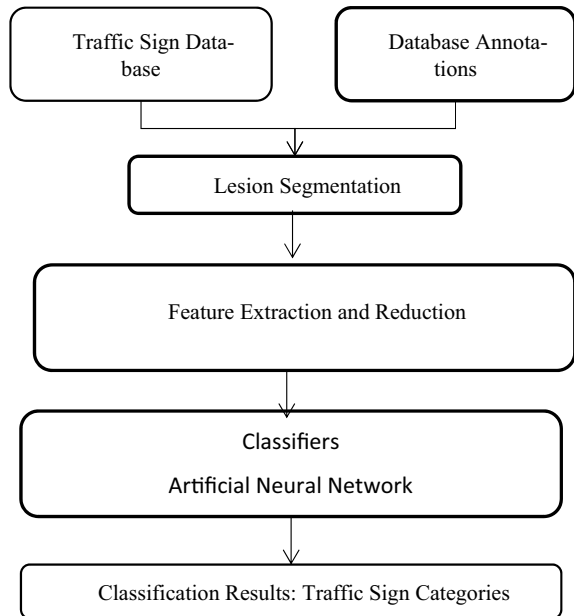 Traffic Sign Data-
base
Database Annota-
tions
Lesion Segmentation
Feature Extraction and Reduction
Classifiers
Artificial Neural Network
Classification Results: Traffic Sign Categories